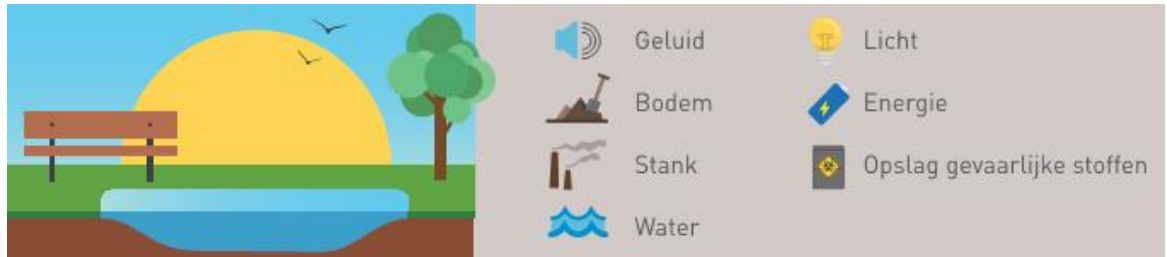 Geluid
Bodem
Stank
Water
Licht
Energie
Opslag gevaarlijke stoffen